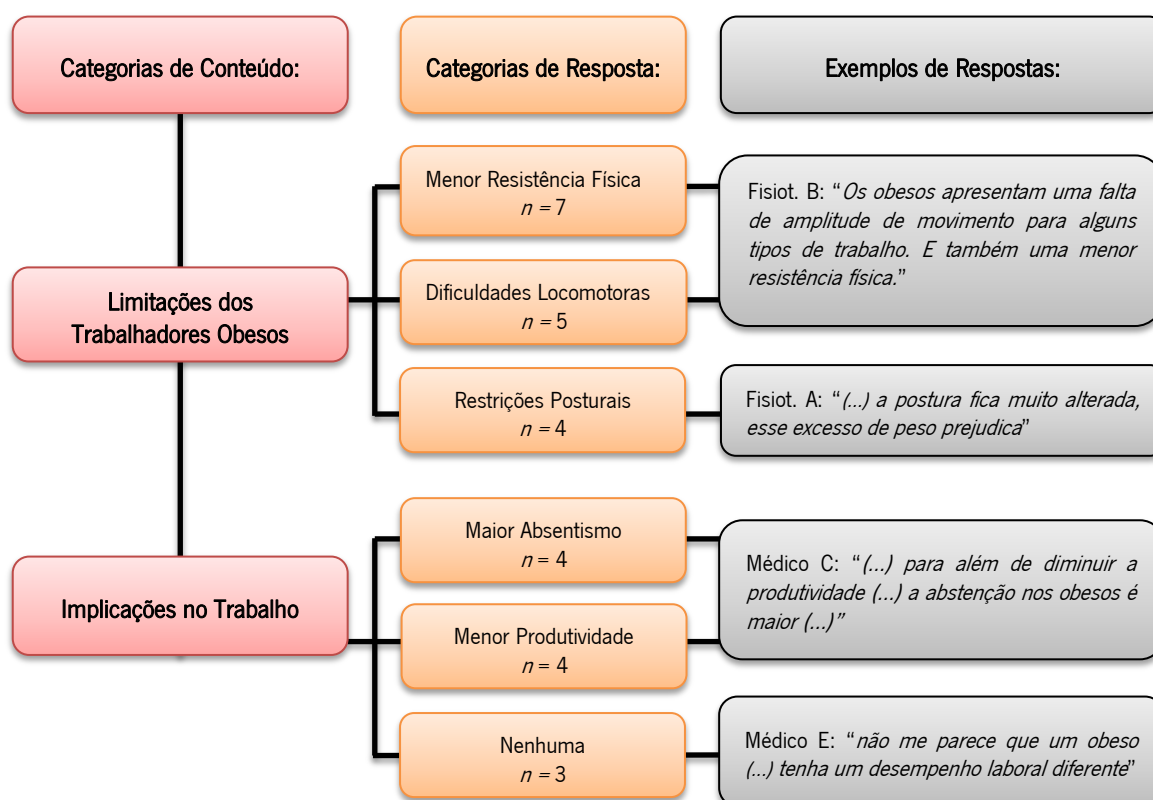 Categorias de Conteúdo:
Categorias de Resposta:
Exemplos de Respostas:
Limitações dos
Trabalhadores Obesos
Menor Resistência Física
n = 7
Dificuldades Locomotoras
n = 5
Fisiot. B: “Os obesos apresentam uma falta
de amplitude de movimento para alguns
tipos de trabalho. E também uma menor
resistência física.”
Restrições Posturais
n = 4
Fisiot. A: “(...) a postura fica muito alterada,
esse excesso de peso prejudica”
Implicações no Trabalho
Maior Absentismo
n = 4
Menor Produtividade
n = 4
Médico C: “(...) para além de diminuir a
produtividade (...) a abstenção nos obesos é
maior (...)”
Nenhuma
n = 3
Médico E: “não me parece que um obeso
(...) tenha um desempenho laboral diferente”